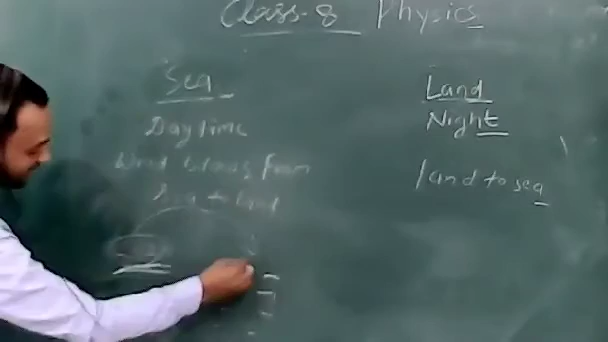 Class-8 Physics
Sea
Day time
Wind blows from
Sea to land
Land
Night
land to sea